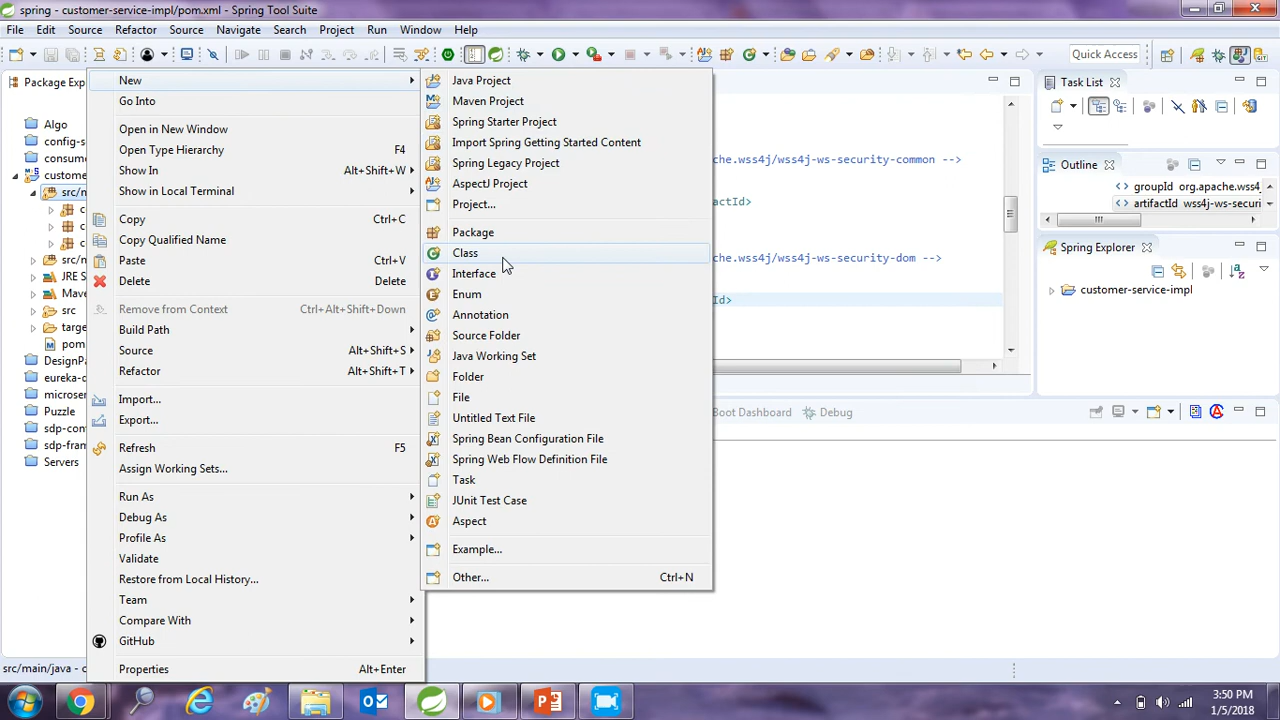 spring - customer-service-impl/pom.xml - Spring Tool Suite
File Edit Source Refactor Source Navigate Search Project Run Window Help
Quick Access
Package Exp
Algo
config-s
consum
custome
src/m
c
c
c
src/m
JRE S
Mave
src
targe
pom
DesignPa
eureka-d
microser
Puzzle
sdp-con
sdp-fram
Servers
New
Go Into
Open in New Window
Open Type Hierarchy F4
Show In Alt+Shift+W
Show in Local Terminal
Copy Ctrl+C
Copy Qualified Name
Paste Ctrl+V
Delete Delete
Remove from Context Ctrl+Alt+Shift+Down
Build Path
Source Alt+Shift+S
Refactor Alt+Shift+T
Import...
Export...
Refresh F5
Assign Working Sets...
Run As
Debug As
Profile As
Validate
Restore from Local History...
Team
Compare With
GitHub
Properties Alt+Enter
Java Project
Maven Project
Spring Starter Project
Import Spring Getting Started Content
Spring Legacy Project
AspectJ Project
Project...
Package
Class
Interface
Enum
Annotation
Source Folder
Java Working Set
Folder
File
Untitled Text File
Spring Bean Configuration File
Spring Web Flow Definition File
Task
JUnit Test Case
Aspect
Example...
Other... Ctrl+N
che.wss4j/wss4j-ws-security-common -->
actId>
che.wss4j/wss4j-ws-security-dom -->
Id>
Boot Dashboard Debug
Task List
Outline
groupId org.apache.wss4
artifactId wss4j-ws-securi
Spring Explorer
customer-service-impl
src/main/java - c
3:50 PM
1/5/2018